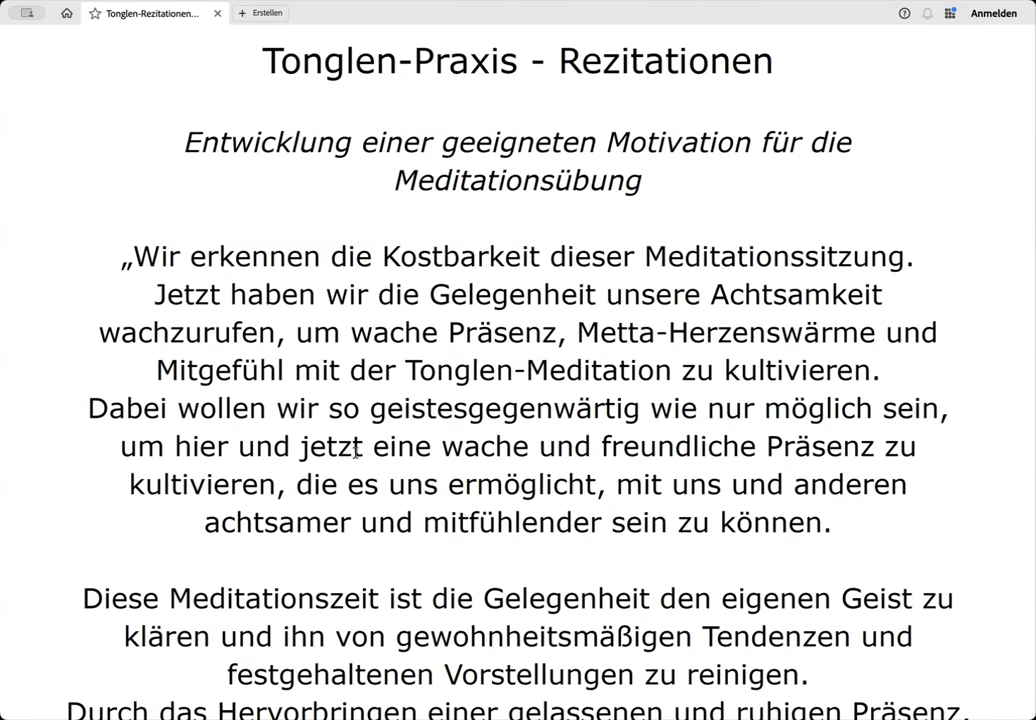 Tonglen-Rezitationen...
Erstellen
Anmelden
Tonglen-Praxis - Rezitationen
Entwicklung einer geeigneten Motivation für die
Meditationsübung
„Wir erkennen die Kostbarkeit dieser Meditationssitzung.
Jetzt haben wir die Gelegenheit unsere Achtsamkeit
wachzurufen, um wache Präsenz, Metta-Herzenswärme und
Mitgefühl mit der Tonglen-Meditation zu kultivieren.
Dabei wollen wir so geistesgegenwärtig wie nur möglich sein,
um hier und jetzt eine wache und freundliche Präsenz zu
kultivieren, die es uns ermöglicht, mit uns und anderen
achtsamer und mitfühlender sein zu können.
Diese Meditationszeit ist die Gelegenheit den eigenen Geist zu
klären und ihn von gewohnheitsmäßigen Tendenzen und
festgehaltenen Vorstellungen zu reinigen.
Durch das Hervorbringen einer gelassenen und ruhigen Präsenz,